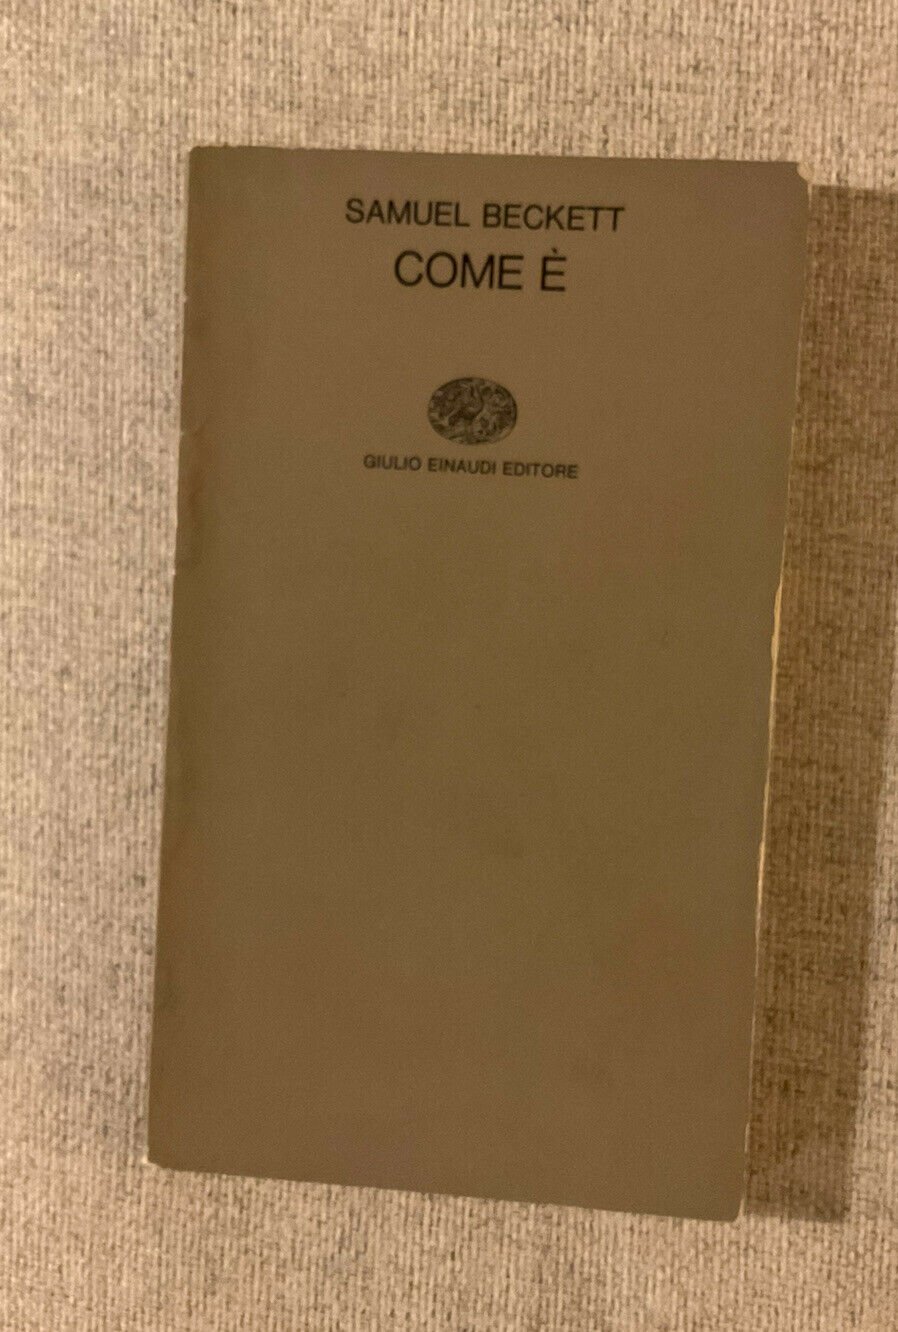 SAMUEL BECKETT
COME È
GIULIO EINAUDI EDITORE